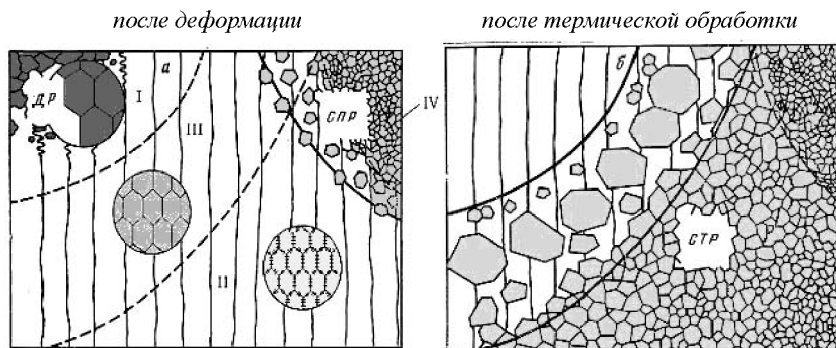 после деформации
после термической обработки
а
б
ДР
I
III
II
СПР
IV
СТР